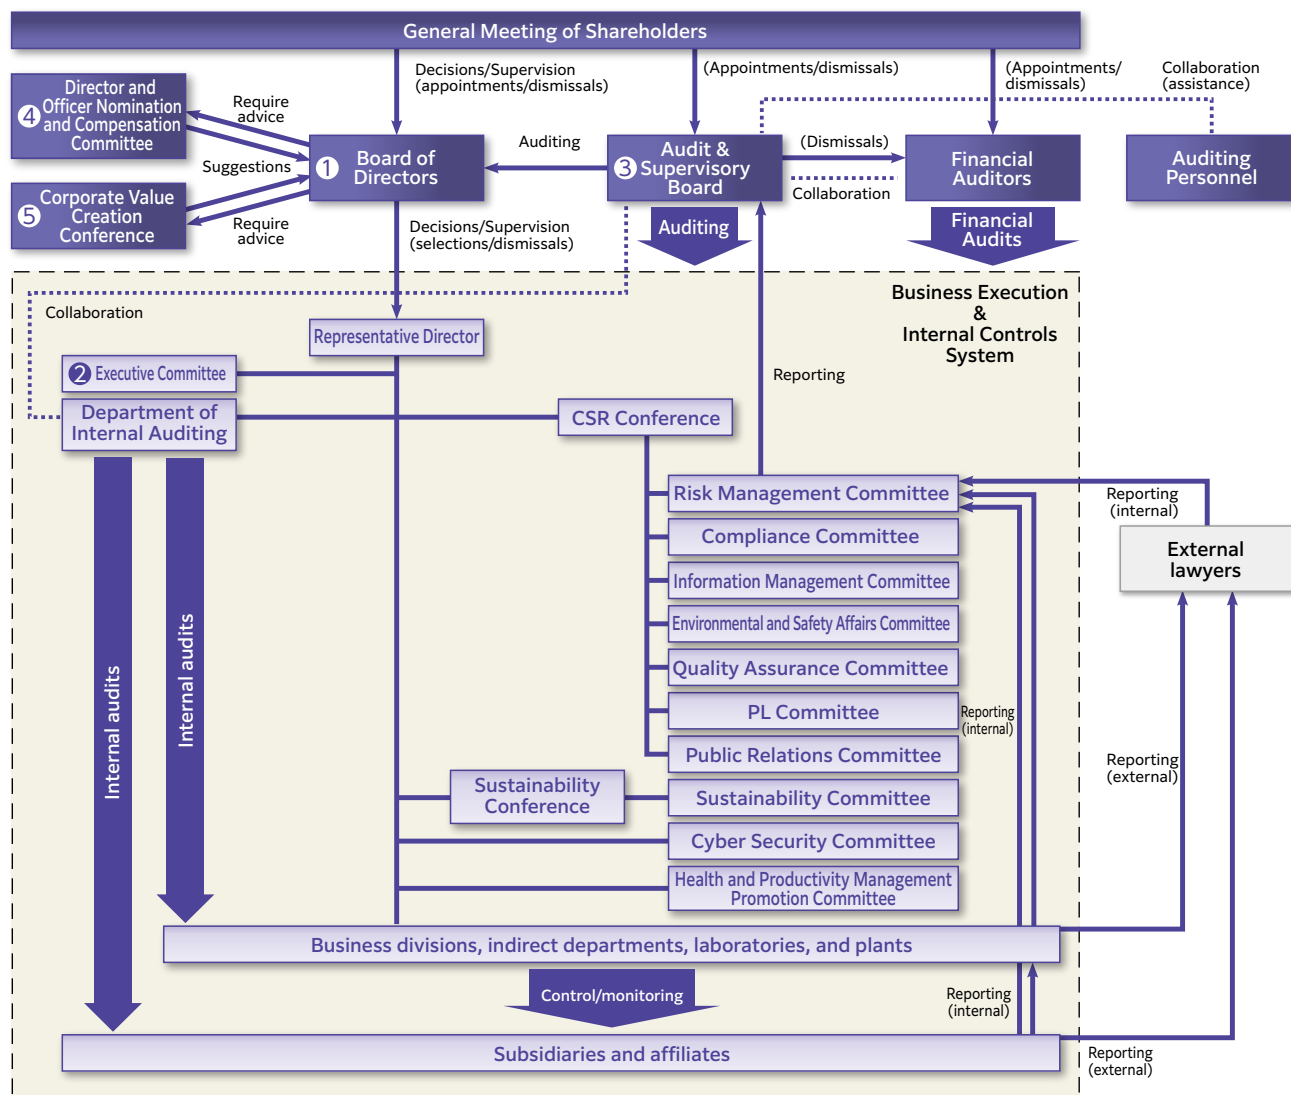 General Meeting of Shareholders
Decisions/Supervision
(appointments/dismissals)
(Appointments/dismissals)
(Appointments/
dismissals)
Collaboration
(assistance)
4
Director and
Officer Nomination
and Compensation
Committee
Require
advice
Suggestions
1
Board of
Directors
Auditing
3
Audit &
Supervisory
Board
(Dismissals)
Collaboration
Financial
Auditors
Auditing
Personnel
5
Corporate Value
Creation
Conference
Require
advice
Decisions/Supervision
(selections/dismissals)
Auditing
Financial
Audits
Business Execution
&
Internal Controls
System
Collaboration
Representative Director
2
Executive Committee
Reporting
Department of
Internal Auditing
CSR Conference
Risk Management Committee
Reporting
(internal)
Compliance Committee
External
lawyers
Information Management Committee
Environmental and Safety Affairs Committee
Quality Assurance Committee
PL Committee
Reporting
(internal)
Public Relations Committee
Internal audits
Internal audits
Reporting
(external)
Sustainability
Conference
Sustainability Committee
Cyber Security Committee
Health and Productivity Management
Promotion Committee
Business divisions, indirect departments, laboratories, and plants
Control/monitoring
Reporting
(internal)
Subsidiaries and affiliates
Reporting
(external)